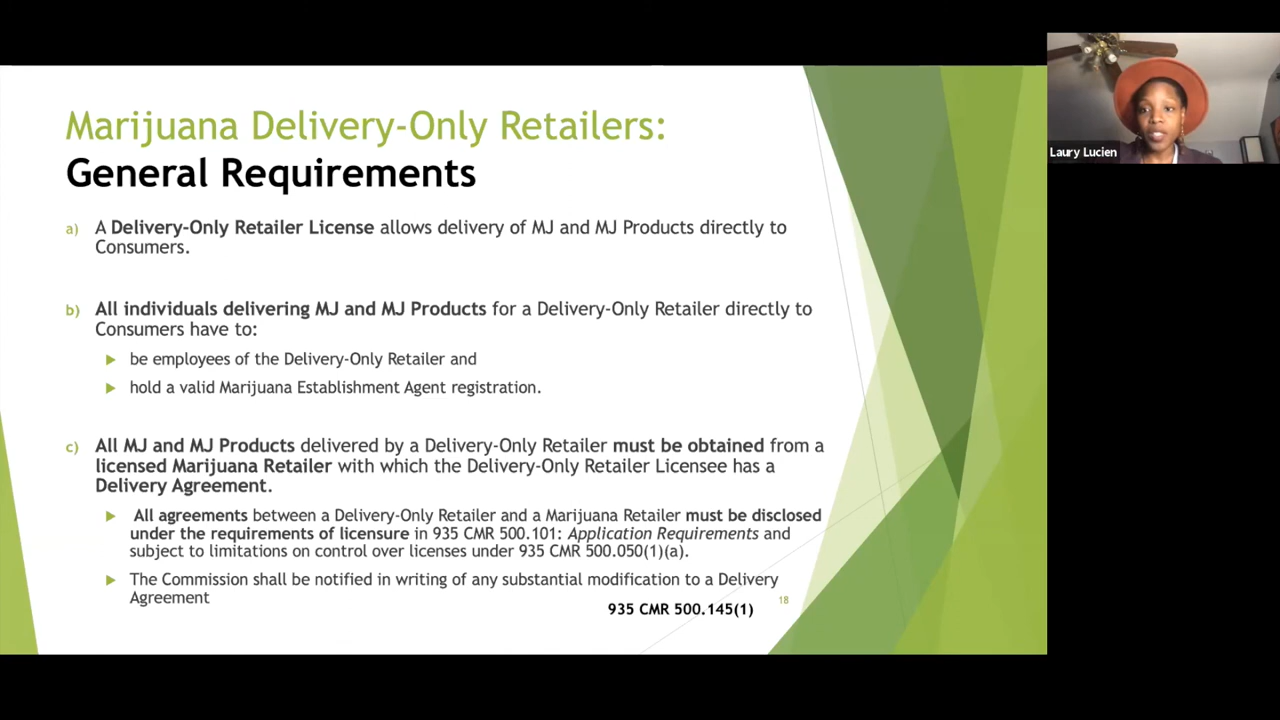 Marijuana Delivery-Only Retailers:
General Requirements
a) A Delivery-Only Retailer License allows delivery of MJ and MJ Products directly to
Consumers.
b) All individuals delivering MJ and MJ Products for a Delivery-Only Retailer directly to
Consumers have to:
be employees of the Delivery-Only Retailer and
hold a valid Marijuana Establishment Agent registration.
c) All MJ and MJ Products delivered by a Delivery-Only Retailer must be obtained from a
licensed Marijuana Retailer with which the Delivery-Only Retailer Licensee has a
Delivery Agreement.
All agreements between a Delivery-Only Retailer and a Marijuana Retailer must be disclosed
under the requirements of licensure in 935 CMR 500.101: Application Requirements and
subject to limitations on control over licenses under 935 CMR 500.050(1)(a).
The Commission shall be notified in writing of any substantial modification to a Delivery
Agreement
935 CMR 500.145(1)
18
Laury Lucien